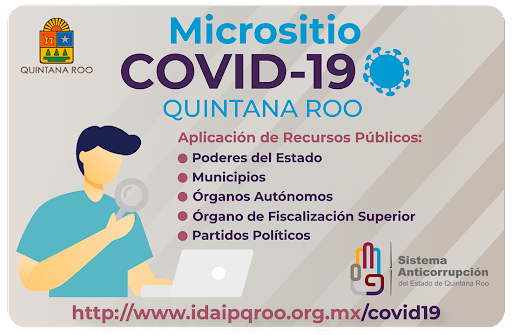 Micrositio
COVID-19
QUINTANA ROO
QUINTANA ROO
Aplicación de Recursos Públicos:
Poderes del Estado
Municipios
Órganos Autónomos
Órgano de Fiscalización Superior
Partidos Políticos
Sistema
Anticorrupción
del Estado de Quintana Roo
http://www.idaipqroo.org.mx/covid19